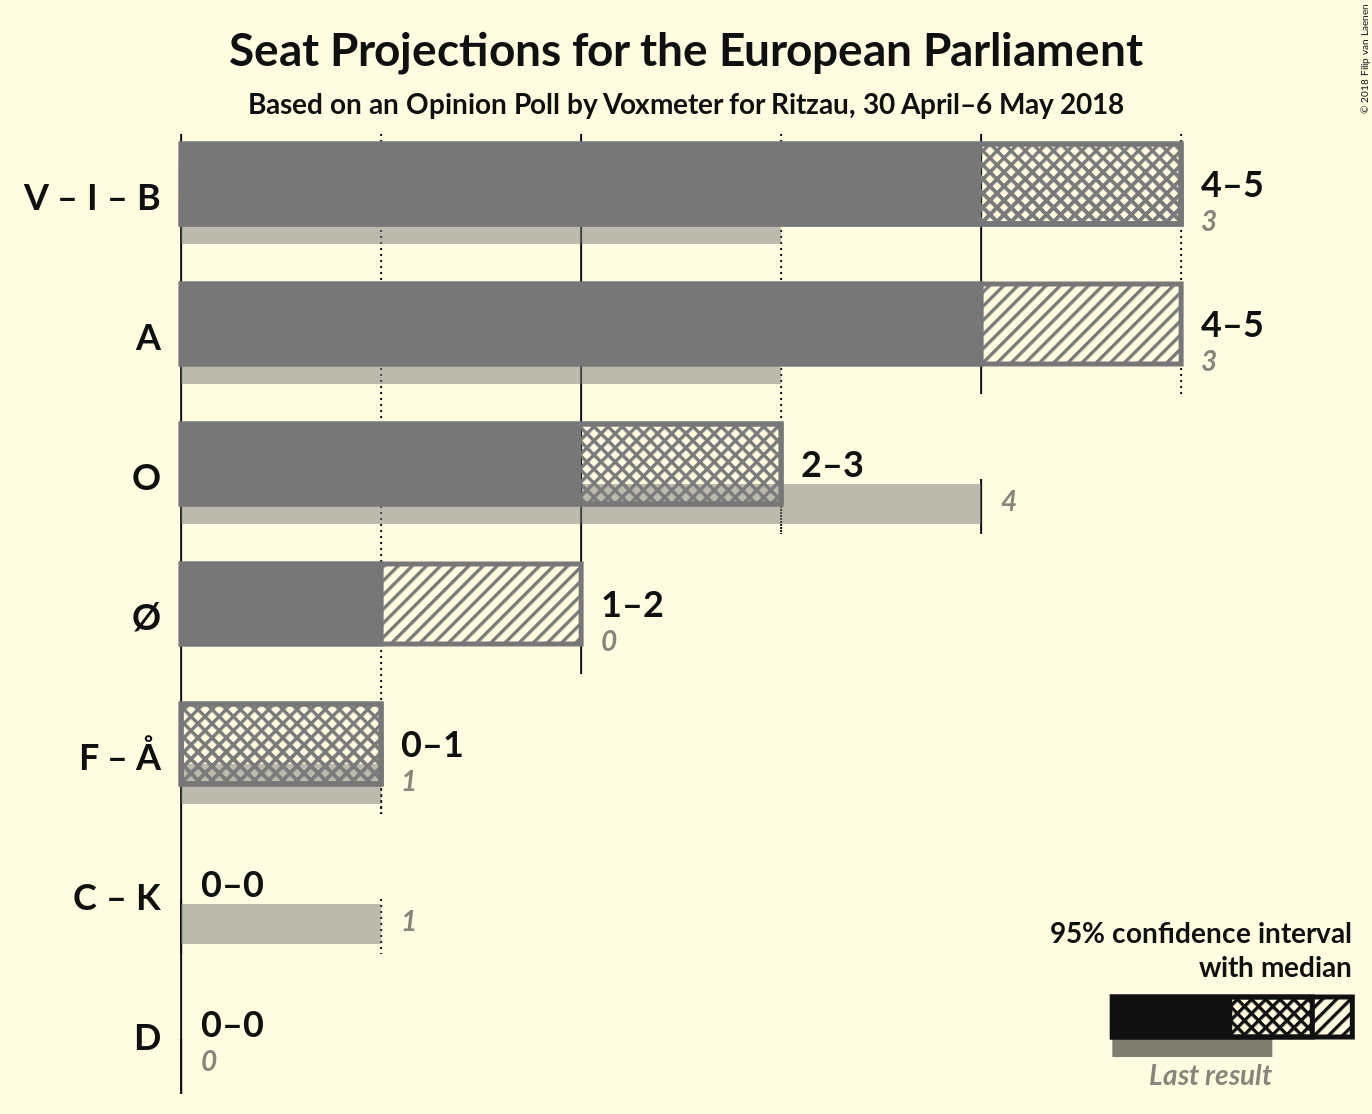 Seat Projections for the European Parliament
Based on an Opinion Poll by Voxmeter for Ritzau, 30 April–6 May 2018
© 2018 Filip van Laenen
V – I – B
4–5
3
A
4–5
3
O
2–3
4
Ø
1–2
0
F – Å
0–1
1
C – K
0–0
1
D
0–0
0
95% confidence interval
with median
Last result